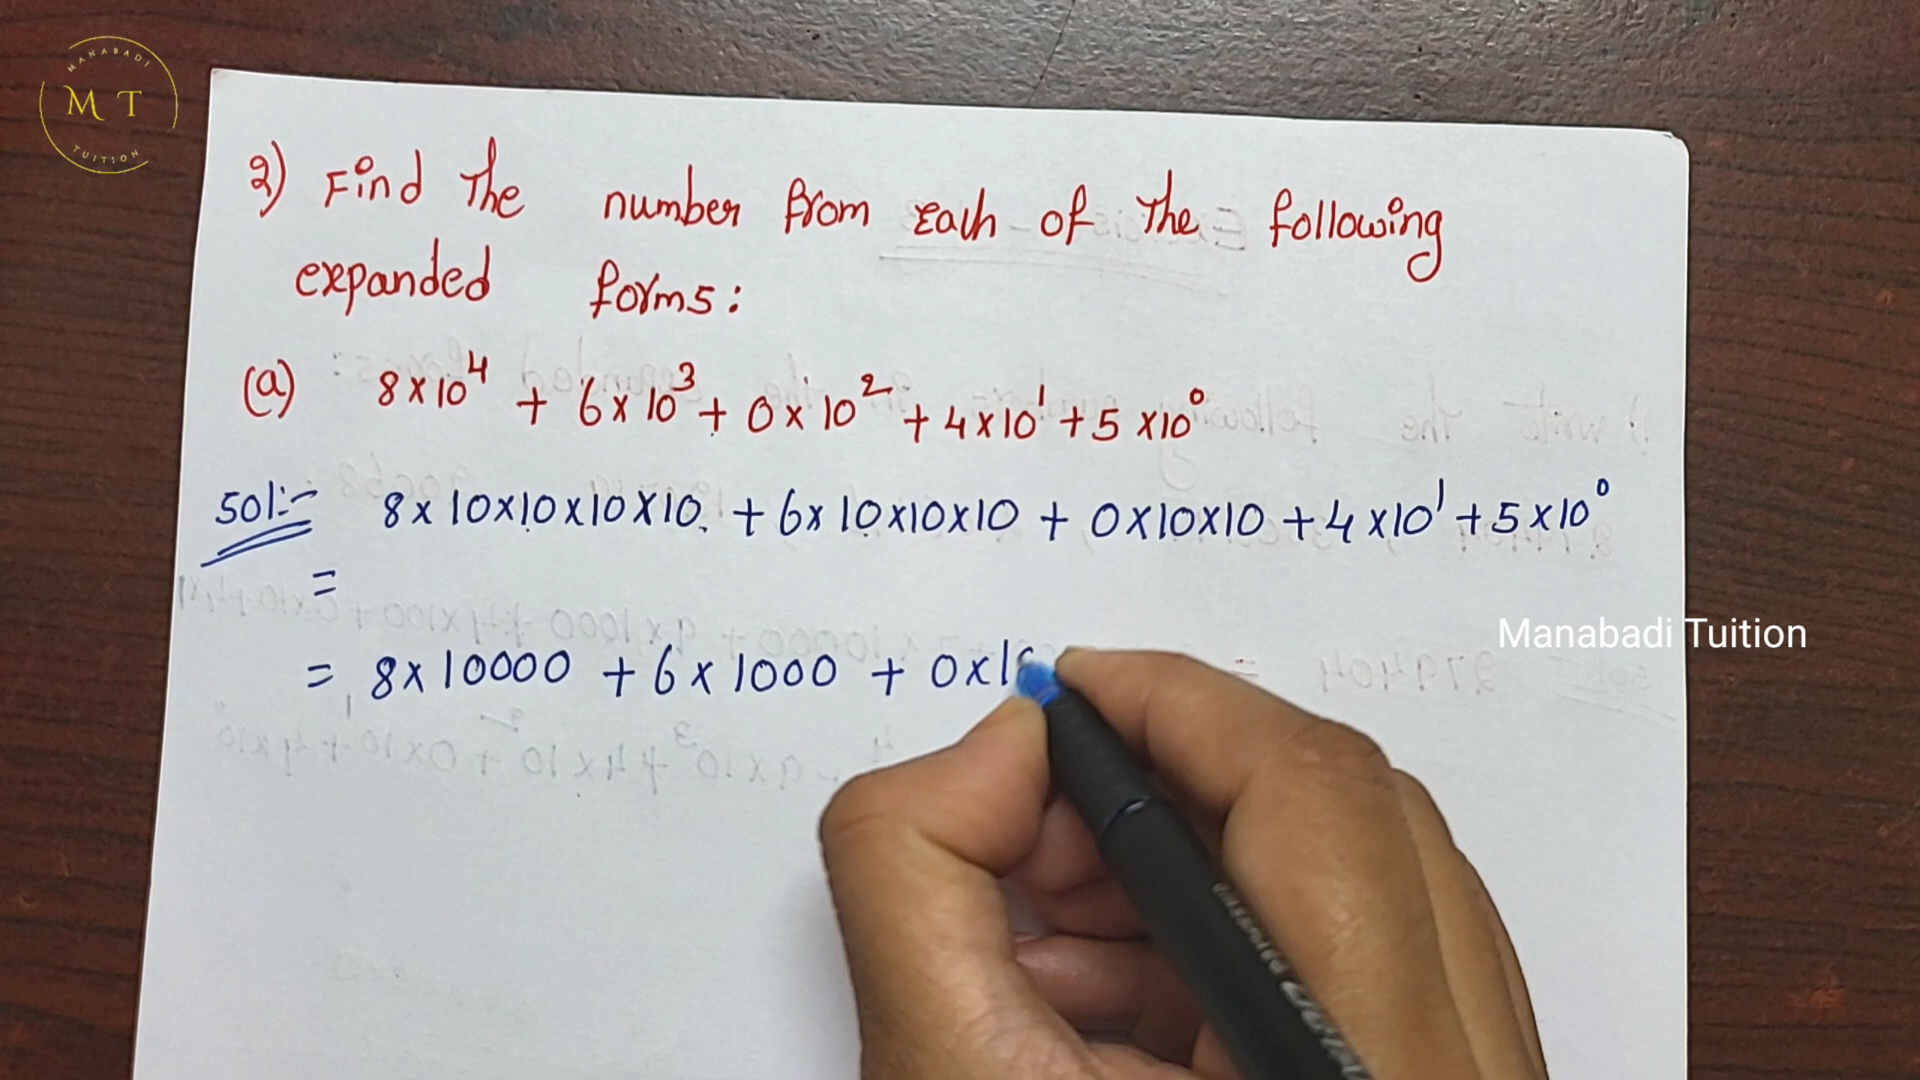 MANABADI
M T
TUITION
2) Find The number from Each of The following
expanded forms:
(a) 8×10⁴ + 6×10³ + 0×10² + 4×10¹ + 5×10⁰
Sol:- 8×10×10×10×10 + 6×10×10×10 + 0×10×10 + 4×10¹ + 5×10⁰
=
Manabadi Tuition
= 8×10000 + 6×1000 + 0×10